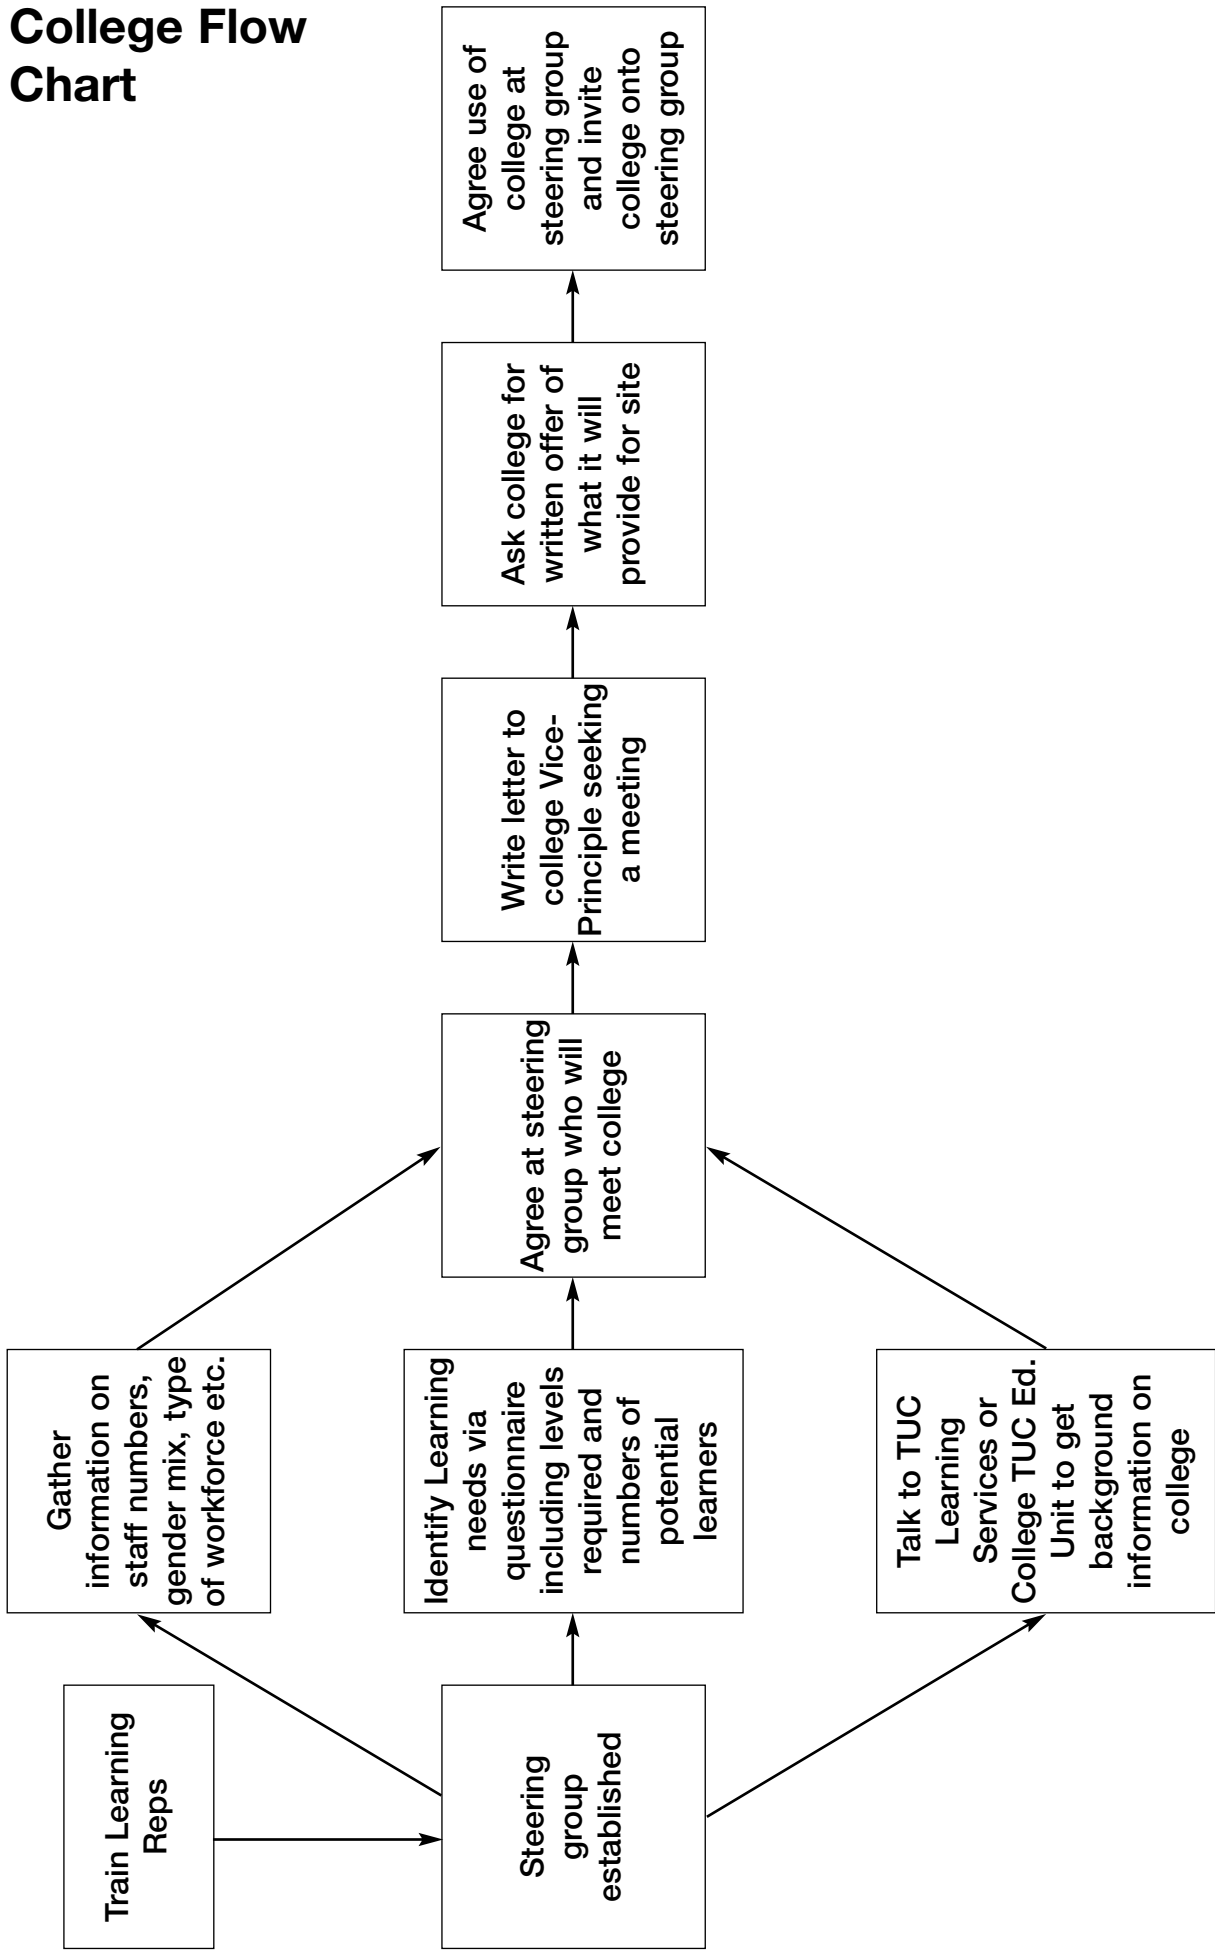 College Flow
Chart
Train Learning
Reps
Steering
group
established
Gather
information on
staff numbers,
gender mix, type
of workforce etc.
Identify Learning
needs via
questionnaire
including levels
required and
numbers of
potential
learners
Talk to TUC
Learning
Services or
College TUC Ed.
Unit to get
background
information on
college
Agree at steering
group who will
meet college
Write letter to
college Vice-
Principle seeking
a meeting
Ask college for
written offer of
what it will
provide for site
Agree use of
college at
steering group
and invite
college onto
steering group